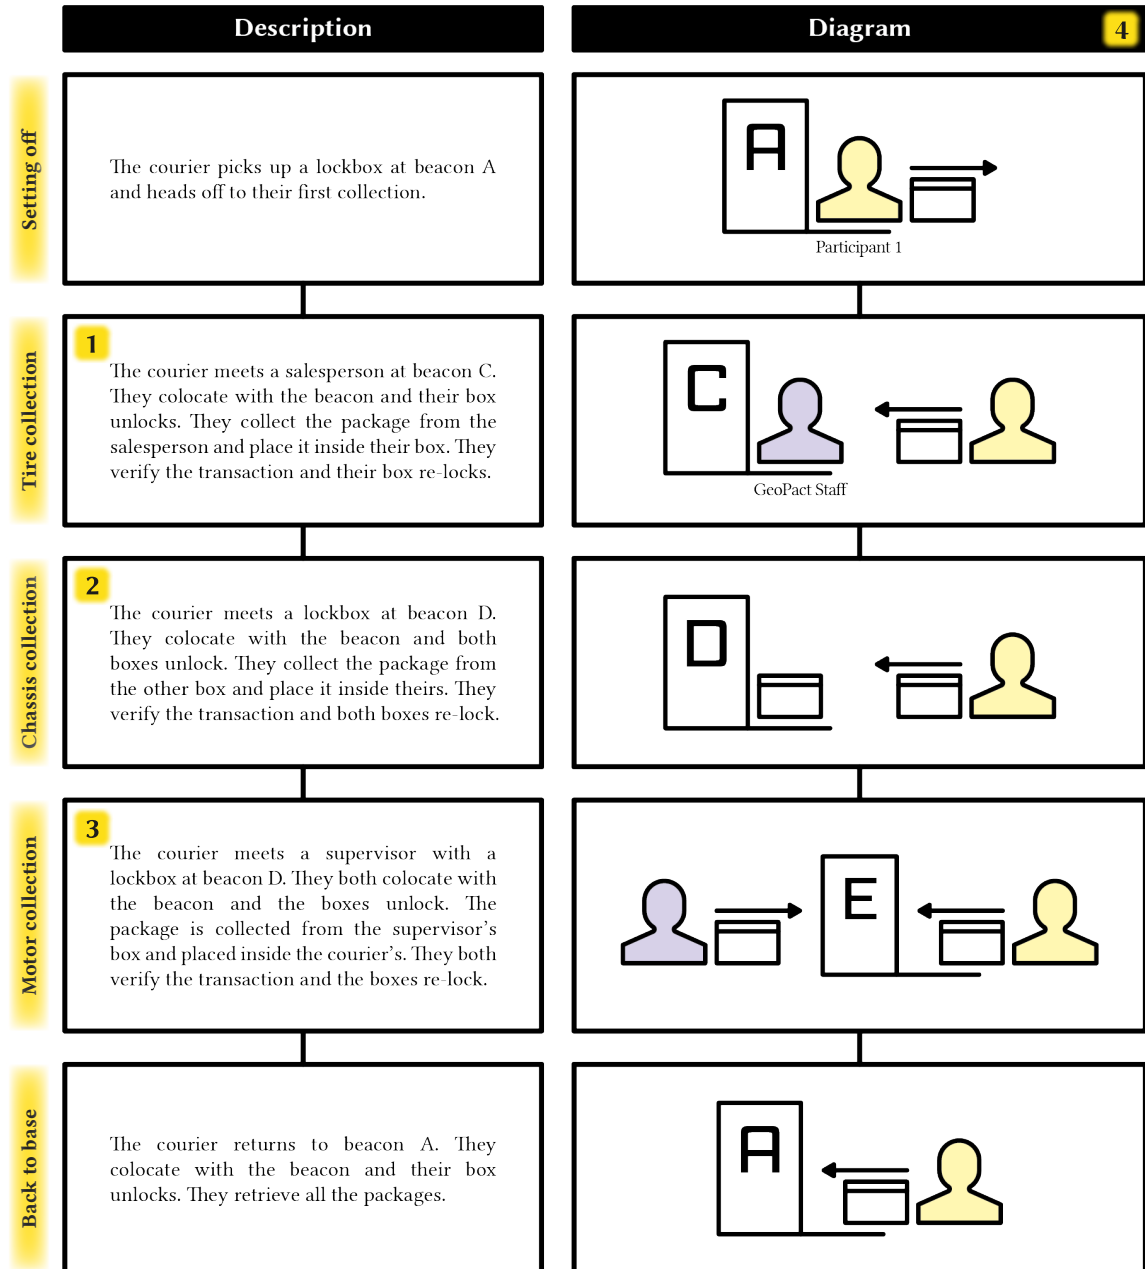 Description
Diagram
4
Setting off
The courier picks up a lockbox at beacon A
and heads off to their first collection.
A
Participant 1
Tire collection
1
The courier meets a salesperson at beacon C.
They colocate with the beacon and their box
unlocks. They collect the package from the
salesperson and place it inside their box. They
verify the transaction and their box re-locks.
C
GeoPact Staff
Chassis collection
2
The courier meets a lockbox at beacon D.
They colocate with the beacon and both
boxes unlock. They collect the package from
the other box and place it inside theirs. They
verify the transaction and both boxes re-lock.
D
Motor collection
3
The courier meets a supervisor with a
lockbox at beacon D. They both colocate with
the beacon and the boxes unlock. The
package is collected from the supervisor's
box and placed inside the courier's. They both
verify the transaction and the boxes re-lock.
E
Back to base
The courier returns to beacon A. They
colocate with the beacon and their box
unlocks. They retrieve all the packages.
A